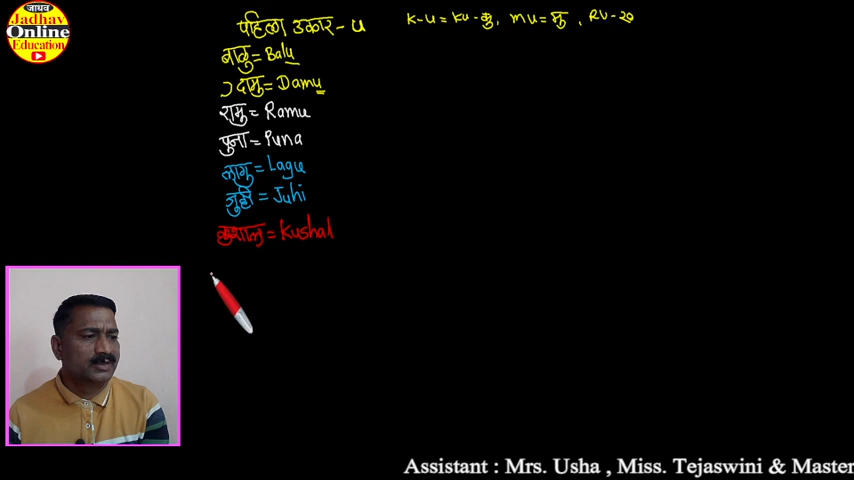 जाधव
Jadhav
Online
Education
पहिला उकार - u
K-U = KU - कु, mu = मु, RU - रु
बाळु = Balu
दामु = Damu
रामु = Ramu
पुना = Puna
लागु = Lagu
जुही = Juhi
कुशाल = Kushal
Assistant : Mrs. Usha , Miss. Tejaswini & Master